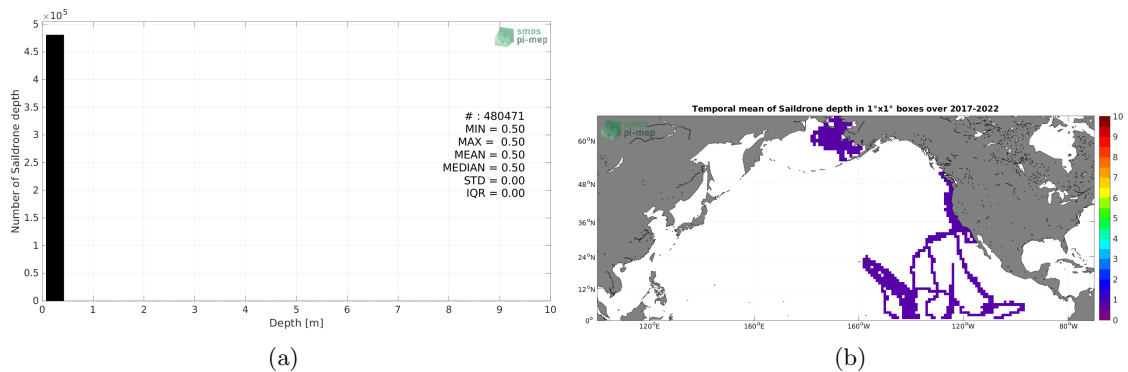 ×10⁵
5
4.5
4
3.5
3
2.5
2
1.5
1
0.5
0
Number of Saildrone depth
smos
pi-mep
# : 480471
MIN = 0.50
MAX = 0.50
MEAN = 0.50
MEDIAN = 0.50
STD = 0.00
IQR = 0.00
0 1 2 3 4 5 6 7 8 9 10
Depth [m]
(a)
Temporal mean of Saildrone depth in 1°x1° boxes over 2017-2022
smos
pi-mep
60°N
48°N
36°N
24°N
12°N
0°
120°E 160°E 160°W 120°W 80°W
10
9
8
7
6
5
4
3
2
1
0
(b)